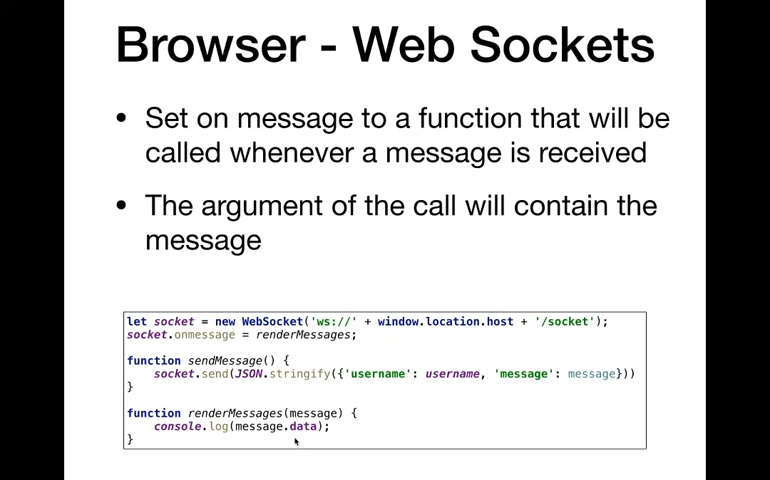 Browser - Web Sockets
• Set on message to a function that will be
called whenever a message is received
• The argument of the call will contain the
message
let socket = new WebSocket('ws://' + window.location.host + '/socket');
socket.onmessage = renderMessages;
function sendMessage() {
socket.send(JSON.stringify({'username': username, 'message': message}))
}
function renderMessages(message) {
console.log(message.data);
}